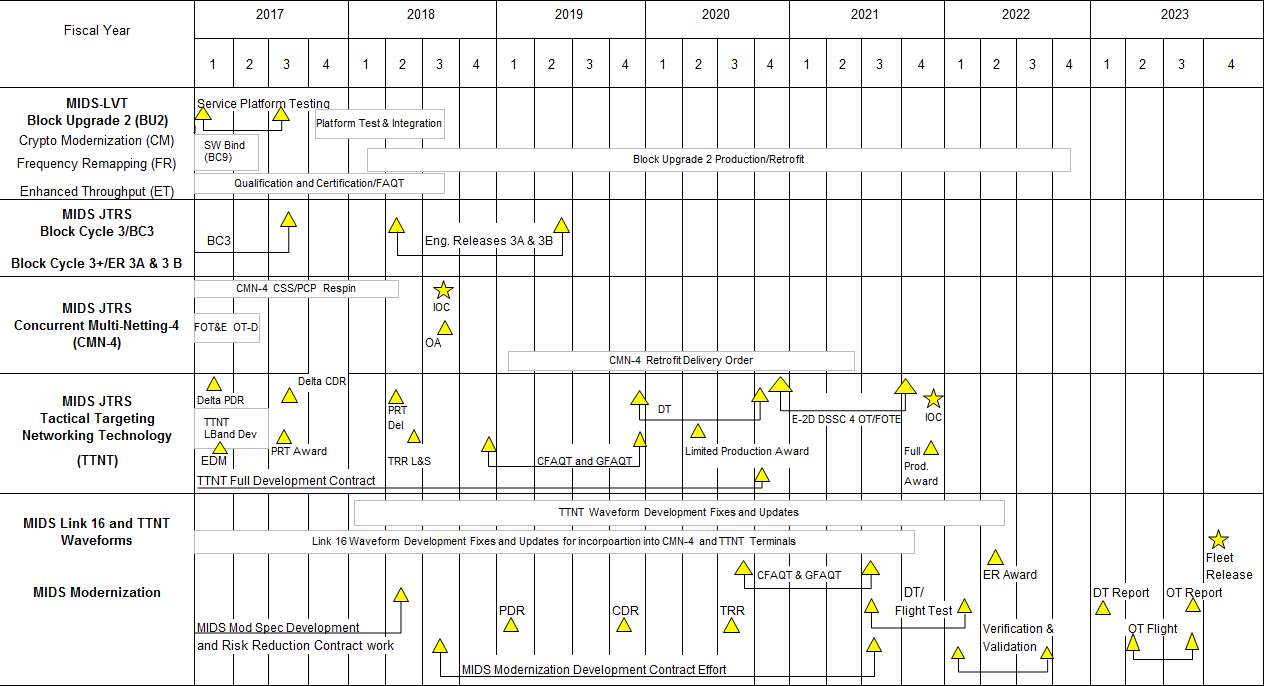 Fiscal Year
2017 2018 2019 2020 2021 2022 2023
1 2 3 4 1 2 3 4 1 2 3 4 1 2 3 4 1 2 3 4 1 2 3 4 1 2 3 4
MIDS-LVT
Block Upgrade 2 (BU2)
Crypto Modernization (CM)
Frequency Remapping (FR)
Enhanced Throughput (ET)
Service Platform Testing
Platform Test & Integration
SW Bind
(BC9)
Block Upgrade 2 Production/Retrofit
Qualification and Certification/FAQT
MIDS JTRS
Block Cycle 3/BC3
Block Cycle 3+/ER 3A & 3 B
BC3
Eng. Releases 3A & 3B
MIDS JTRS
Concurrent Multi-Netting-4
(CMN-4)
CMN-4 CSS/PCP Respin
IOC
FOT&E OT-D
OA
CMN-4 Retrofit Delivery Order
MIDS JTRS
Tactical Targeting
Networking Technology
(TTNT)
Delta CDR
Delta PDR
TTNT
LBand Dev
PRT Award
EDM
PRT
Del
TRR L&S
CFAQT and GFAQT
DT
Limited Production Award
E-2D DSSC 4 OT/FOTE
IOC
Full
Prod.
Award
TTNT Full Development Contract
MIDS Link 16 and TTNT
Waveforms
TTNT Waveform Development Fixes and Updates
Link 16 Waveform Development Fixes and Updates for incorpoartion into CMN-4 and TTNT Terminals
MIDS Modernization
Fleet
Release
CFAQT & GFAQT
ER Award
DT/
Flight Test
DT Report
OT Report
PDR
CDR
TRR
MIDS Mod Spec Development
and Risk Reduction Contract work
Verification &
Validation
OT Flight
MIDS Modernization Development Contract Effort